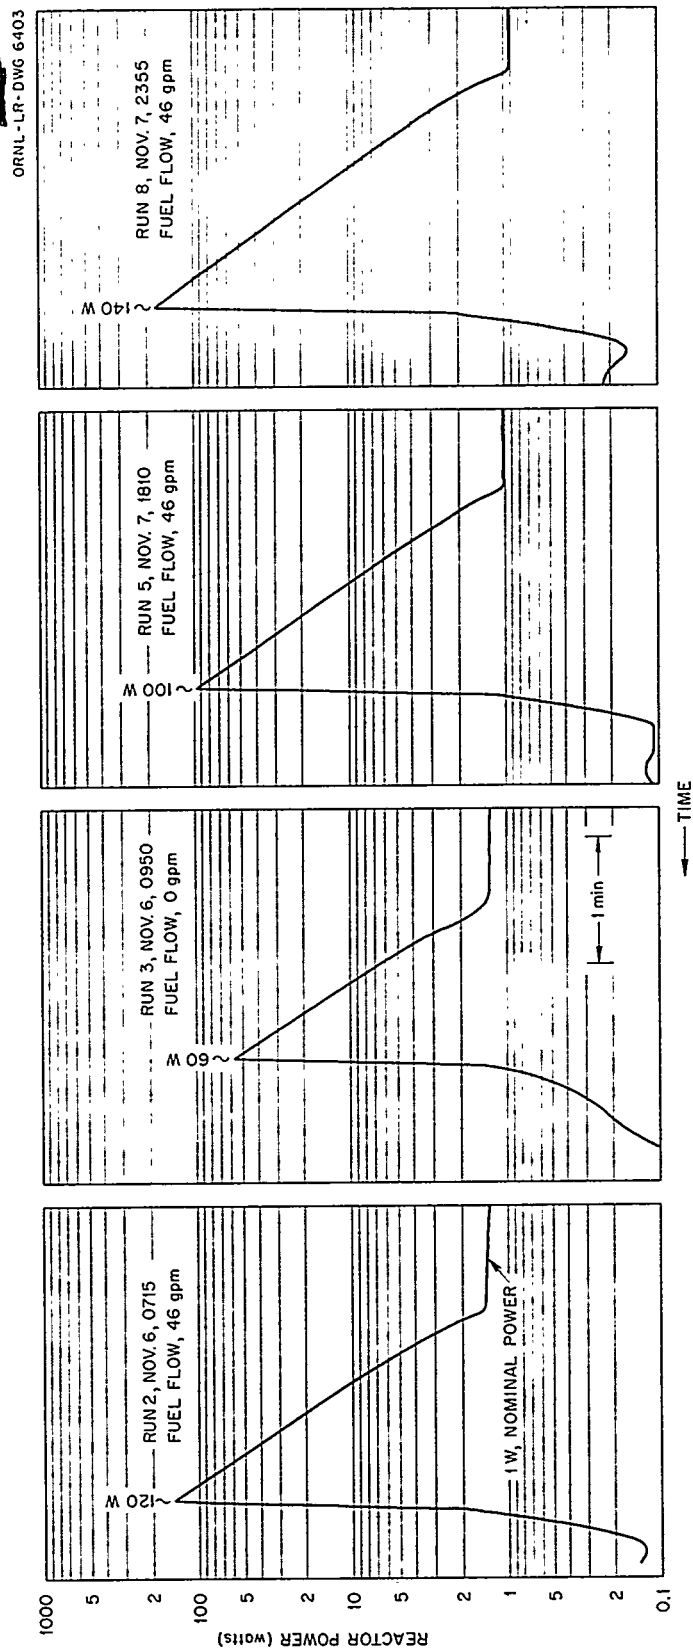 ORNL-LR-DWG 6403
REACTOR POWER (watts)
1000
5
2
100
5
2
10
5
2
1
5
2
0.1
RUN 2, NOV. 6, 0715
FUEL FLOW, 46 gpm
~120 W
1 W, NOMINAL POWER
RUN 3, NOV. 6, 0950
FUEL FLOW, 0 gpm
~60 W
1 min
RUN 5, NOV. 7, 1810
FUEL FLOW, 46 gpm
~100 W
RUN 8, NOV. 7, 2355
FUEL FLOW, 46 gpm
~140 W
TIME